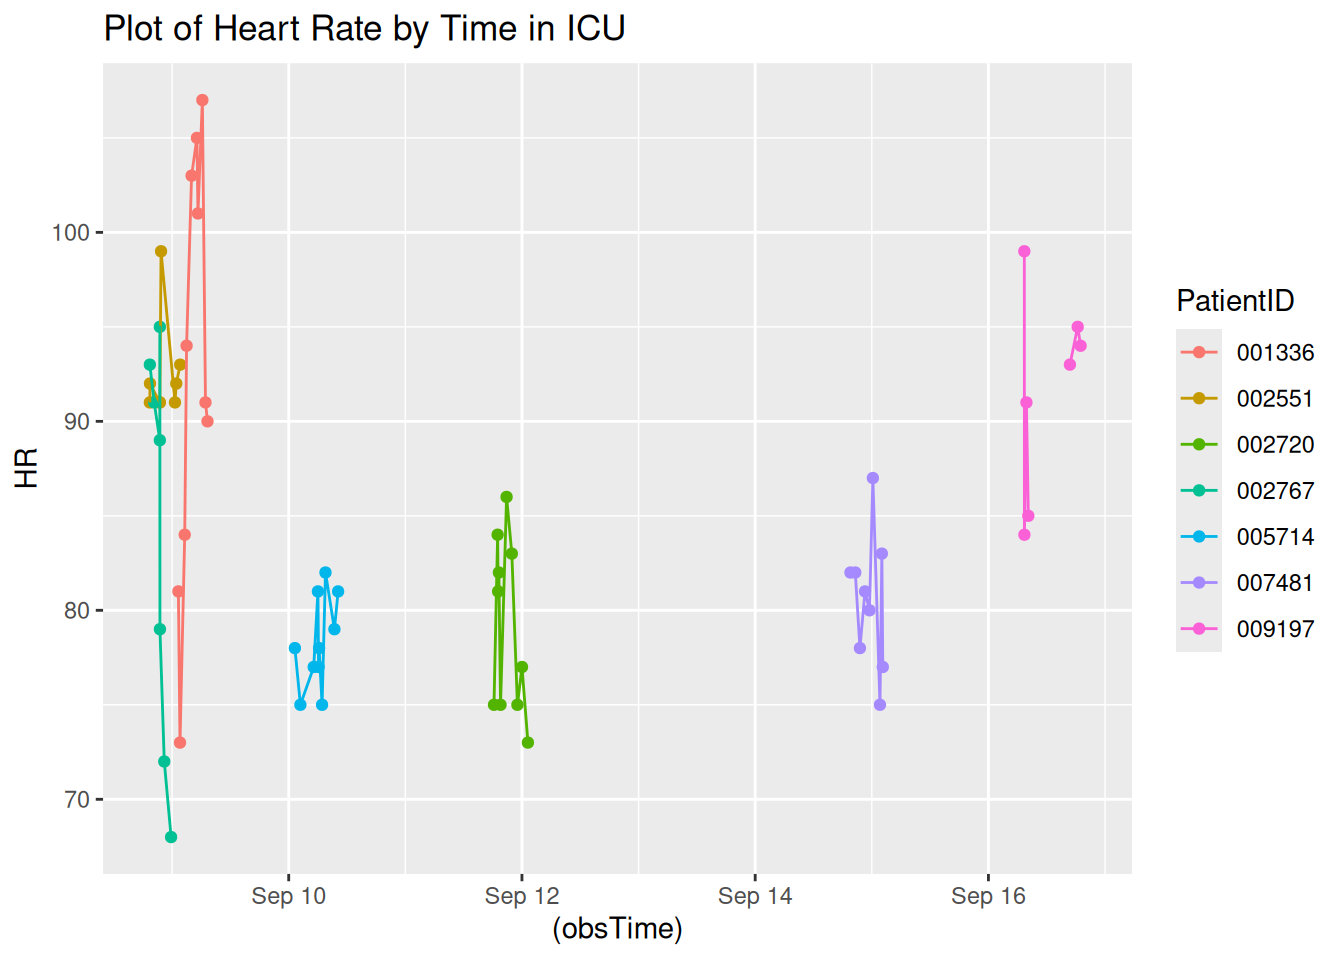 Plot of Heart Rate by Time in ICU
100
90
80
70
HR
Sep 10
Sep 12
Sep 14
Sep 16
(obsTime)
PatientID
001336
002551
002720
002767
005714
007481
009197